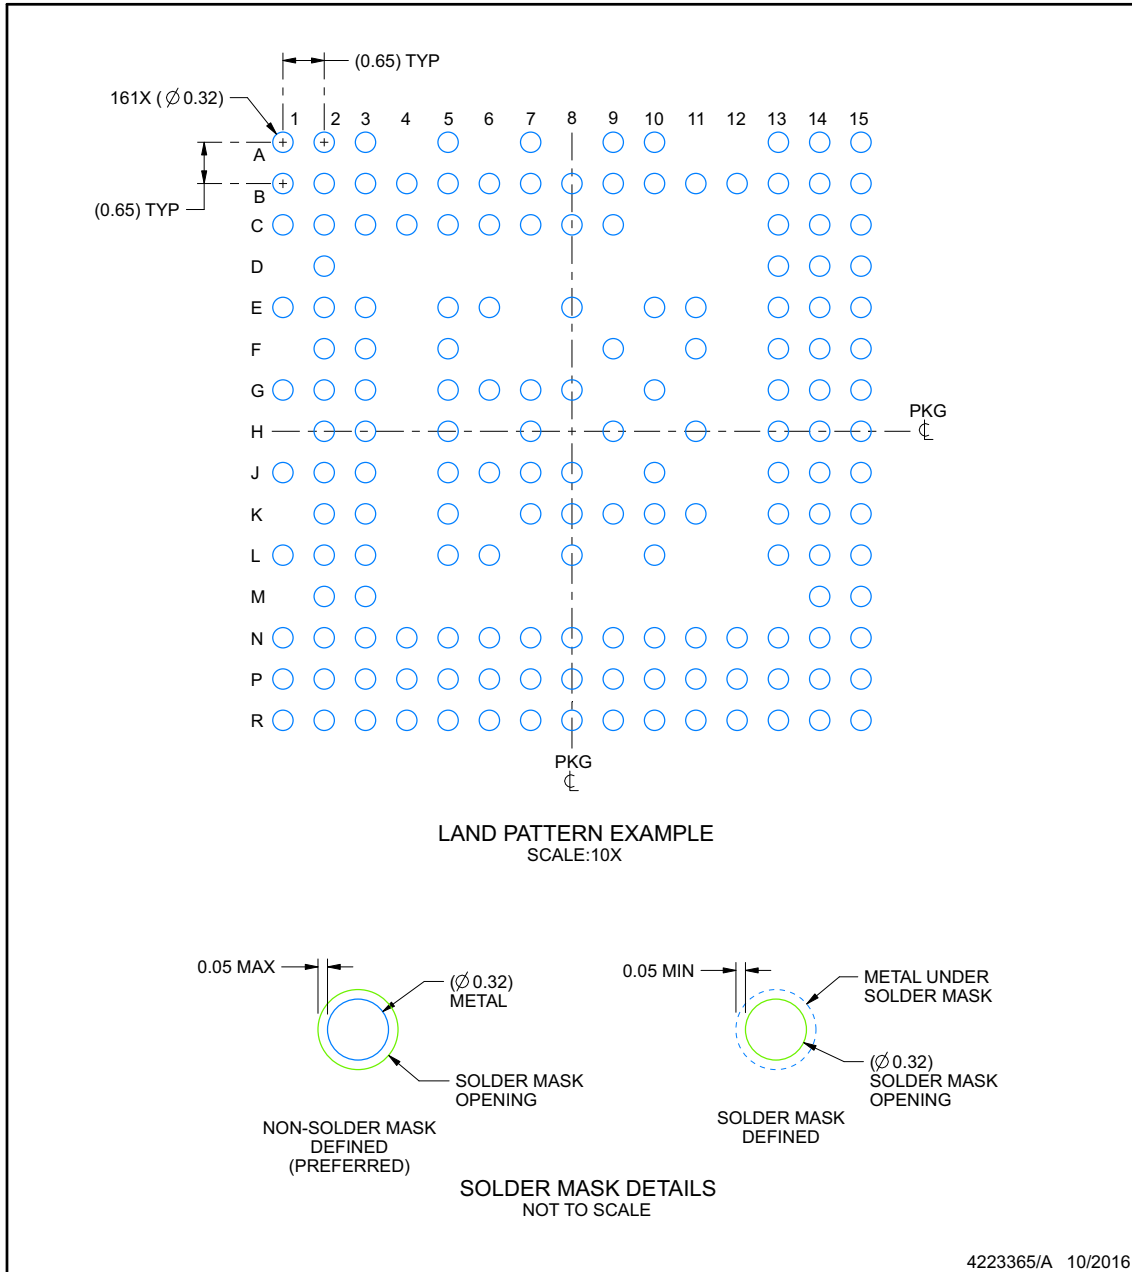 (0.65) TYP
161X ( Ø 0.32)
1 2 3 4 5 6 7 8 9 10 11 12 13 14 15
A
B
(0.65) TYP
C
D
E
F
G
PKG
H
J
K
L
M
N
P
R
PKG
LAND PATTERN EXAMPLE
SCALE:10X
0.05 MAX
(Ø 0.32)
METAL
SOLDER MASK
OPENING
NON-SOLDER MASK
DEFINED
(PREFERRED)
0.05 MIN
METAL UNDER
SOLDER MASK
(Ø 0.32)
SOLDER MASK
OPENING
SOLDER MASK
DEFINED
SOLDER MASK DETAILS
NOT TO SCALE
4223365/A 10/2016